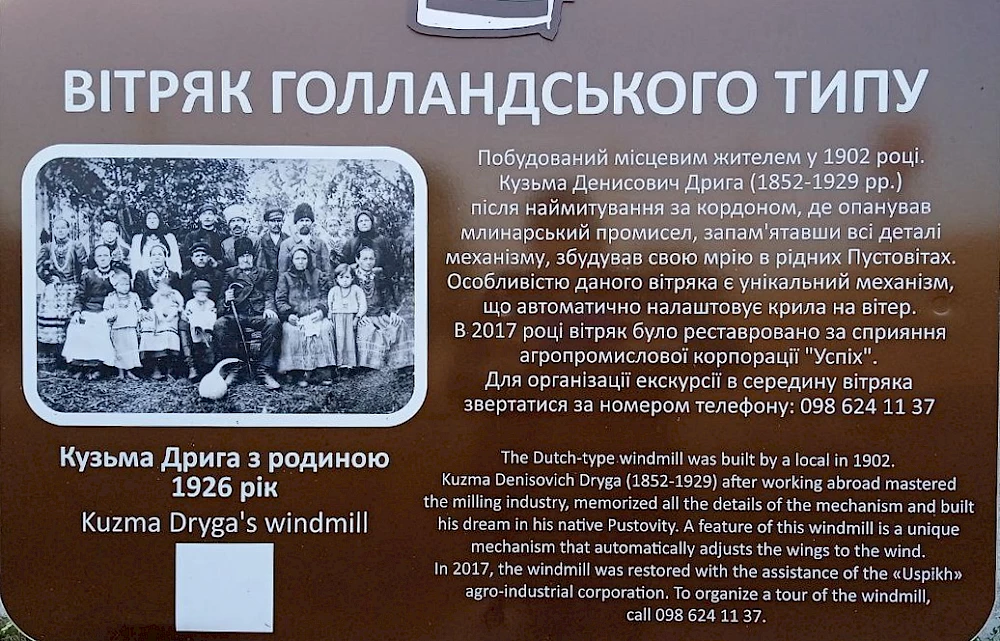 ВІТРЯК ГОЛЛАНДСЬКОГО ТИПУ
Побудований місцевим жителем у 1902 році.
Кузьма Денисович Дрига (1852-1929 рр.)
після наймитування за кордоном, де опанував
млинарський промисел, запам'ятавши всі деталі
механізму, збудував свою мрію в рідних Пустовітах.
Особливістю даного вітряка є унікальний механізм,
що автоматично налаштовує крила на вітер.
В 2017 році вітряк було реставровано за сприяння
агропромислової корпорації "Успіх".
Для організації екскурсії в середину вітряка
звертатися за номером телефону: 098 624 11 37
Кузьма Дрига з родиною
1926 рік
Kuzma Dryga's windmill
The Dutch-type windmill was built by a local in 1902.
Kuzma Denisovich Dryga (1852-1929) after working abroad mastered
the milling industry, memorized all the details of the mechanism and built
his dream in his native Pustovity. A feature of this windmill is a unique
mechanism that automatically adjusts the wings to the wind.
In 2017, the windmill was restored with the assistance of the «Uspikh»
agro-industrial corporation. To organize a tour of the windmill,
call 098 624 11 37.